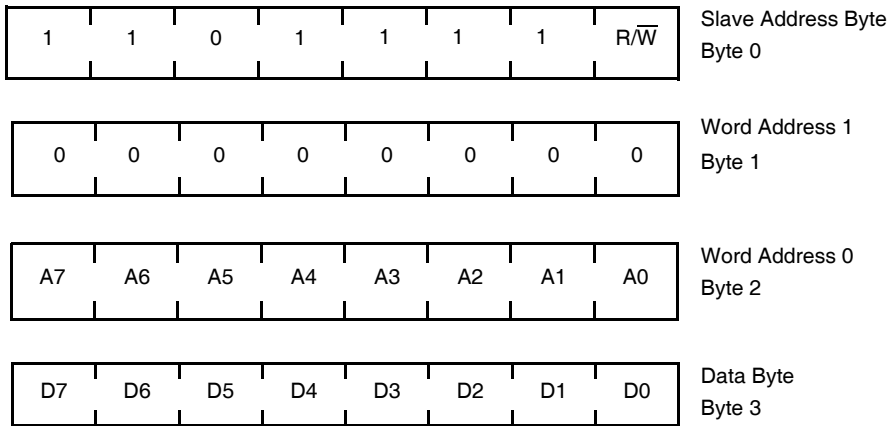 1 1 0 1 1 1 1 R/W̅ Slave Address Byte
Byte 0
0 0 0 0 0 0 0 0 Word Address 1
Byte 1
A7 A6 A5 A4 A3 A2 A1 A0 Word Address 0
Byte 2
D7 D6 D5 D4 D3 D2 D1 D0 Data Byte
Byte 3